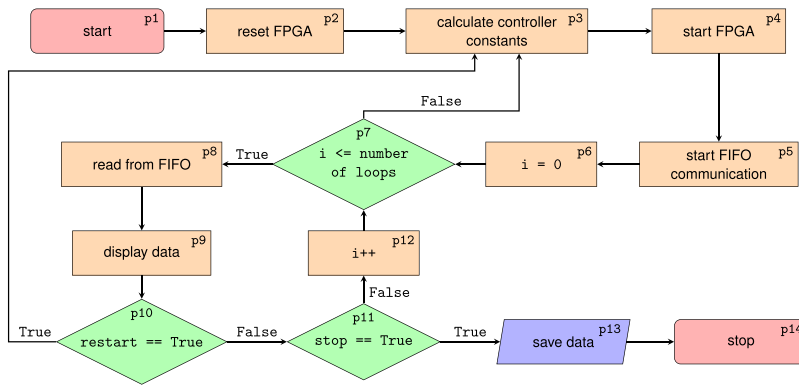 p1
start
p2
reset FPGA
p3
calculate controller
constants
p4
start FPGA
False
p7
i <= number
of loops
p8
read from FIFO
True
p6
i = 0
p5
start FIFO
communication
p9
display data
p12
i++
False
p10
restart == True
True
False
p11
stop == True
True
p13
save data
p14
stop